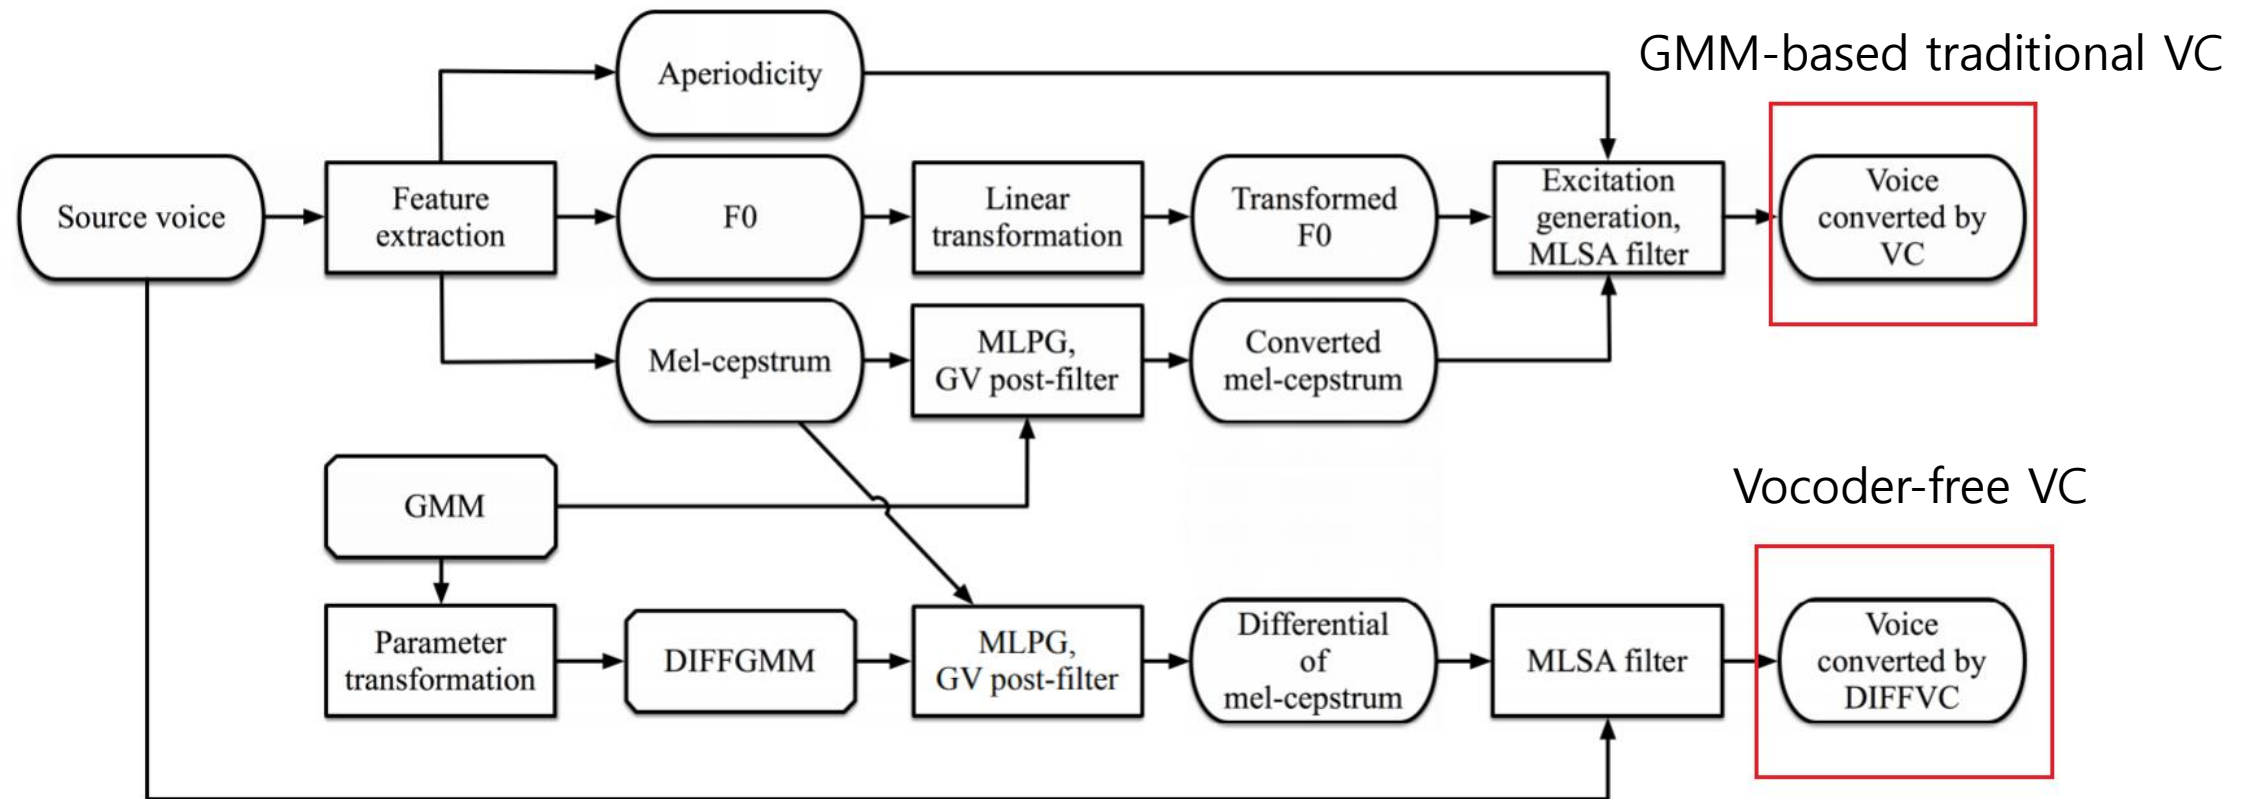 GMM-based traditional VC
Aperiodicity
Source voice
Feature
extraction
F0
Linear
transformation
Transformed
F0
Excitation
generation,
MLSA filter
Voice
converted by
VC
Mel-cepstrum
MLPG,
GV post-filter
Converted
mel-cepstrum
GMM
Vocoder-free VC
Parameter
transformation
DIFFGMM
MLPG,
GV post-filter
Differential
of
mel-cepstrum
MLSA filter
Voice
converted by
DIFFVC